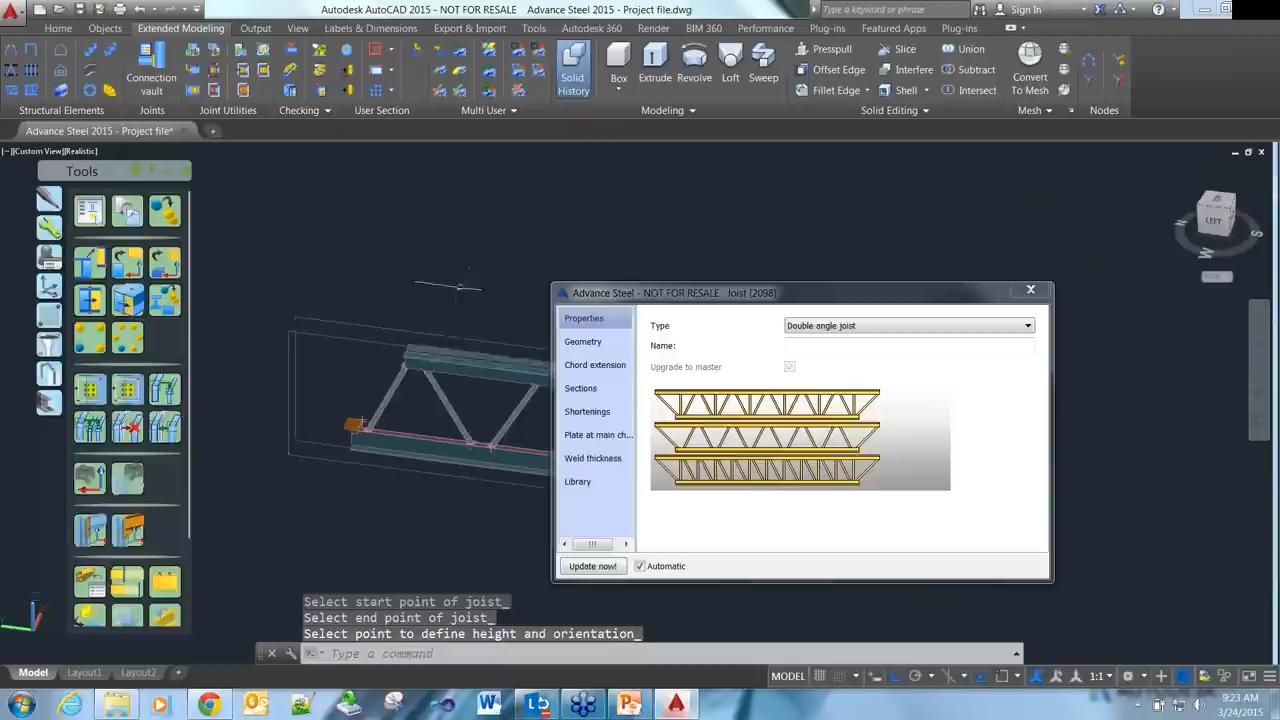 Autodesk AutoCAD 2015 - NOT FOR RESALE Advance Steel - Project file.dwg
Type a keyword or phrase
Sign In
Home Objects Extended Modeling Output View Labels & Dimensions Export & Import Tools Autodesk 360 Render BIM 360 Performance Plug-ins Featured Apps Plug-ins
Connection vault
Solid History
Box
Extrude
Revolve
Loft
Sweep
Presspull
Offset Edge
Fillet Edge
Slice
Interfere
Shell
Union
Subtract
Intersect
Convert To Mesh
Structural Elements Joints Joint Utilities Checking User Section Multi User Modeling Solid Editing Mesh Nodes
Advance Steel 2015 - Project file*
[−][Custom View][Realistic]
Tools
LEFT
N
S
W
Advance Steel - NOT FOR RESALE Joist [2098]
Properties
Geometry
Chord extension
Sections
Shortenings
Plate at main ch...
Weld thickness
Library
Type Double angle joist
Name:
Upgrade to master
Update now! Automatic
Select start point of joist_
Select end point of joist_
Select point to define height and orientation_
Type a command
Model Layout1 Layout2 +
MODEL 1:1
9:23 AM
3/24/2015